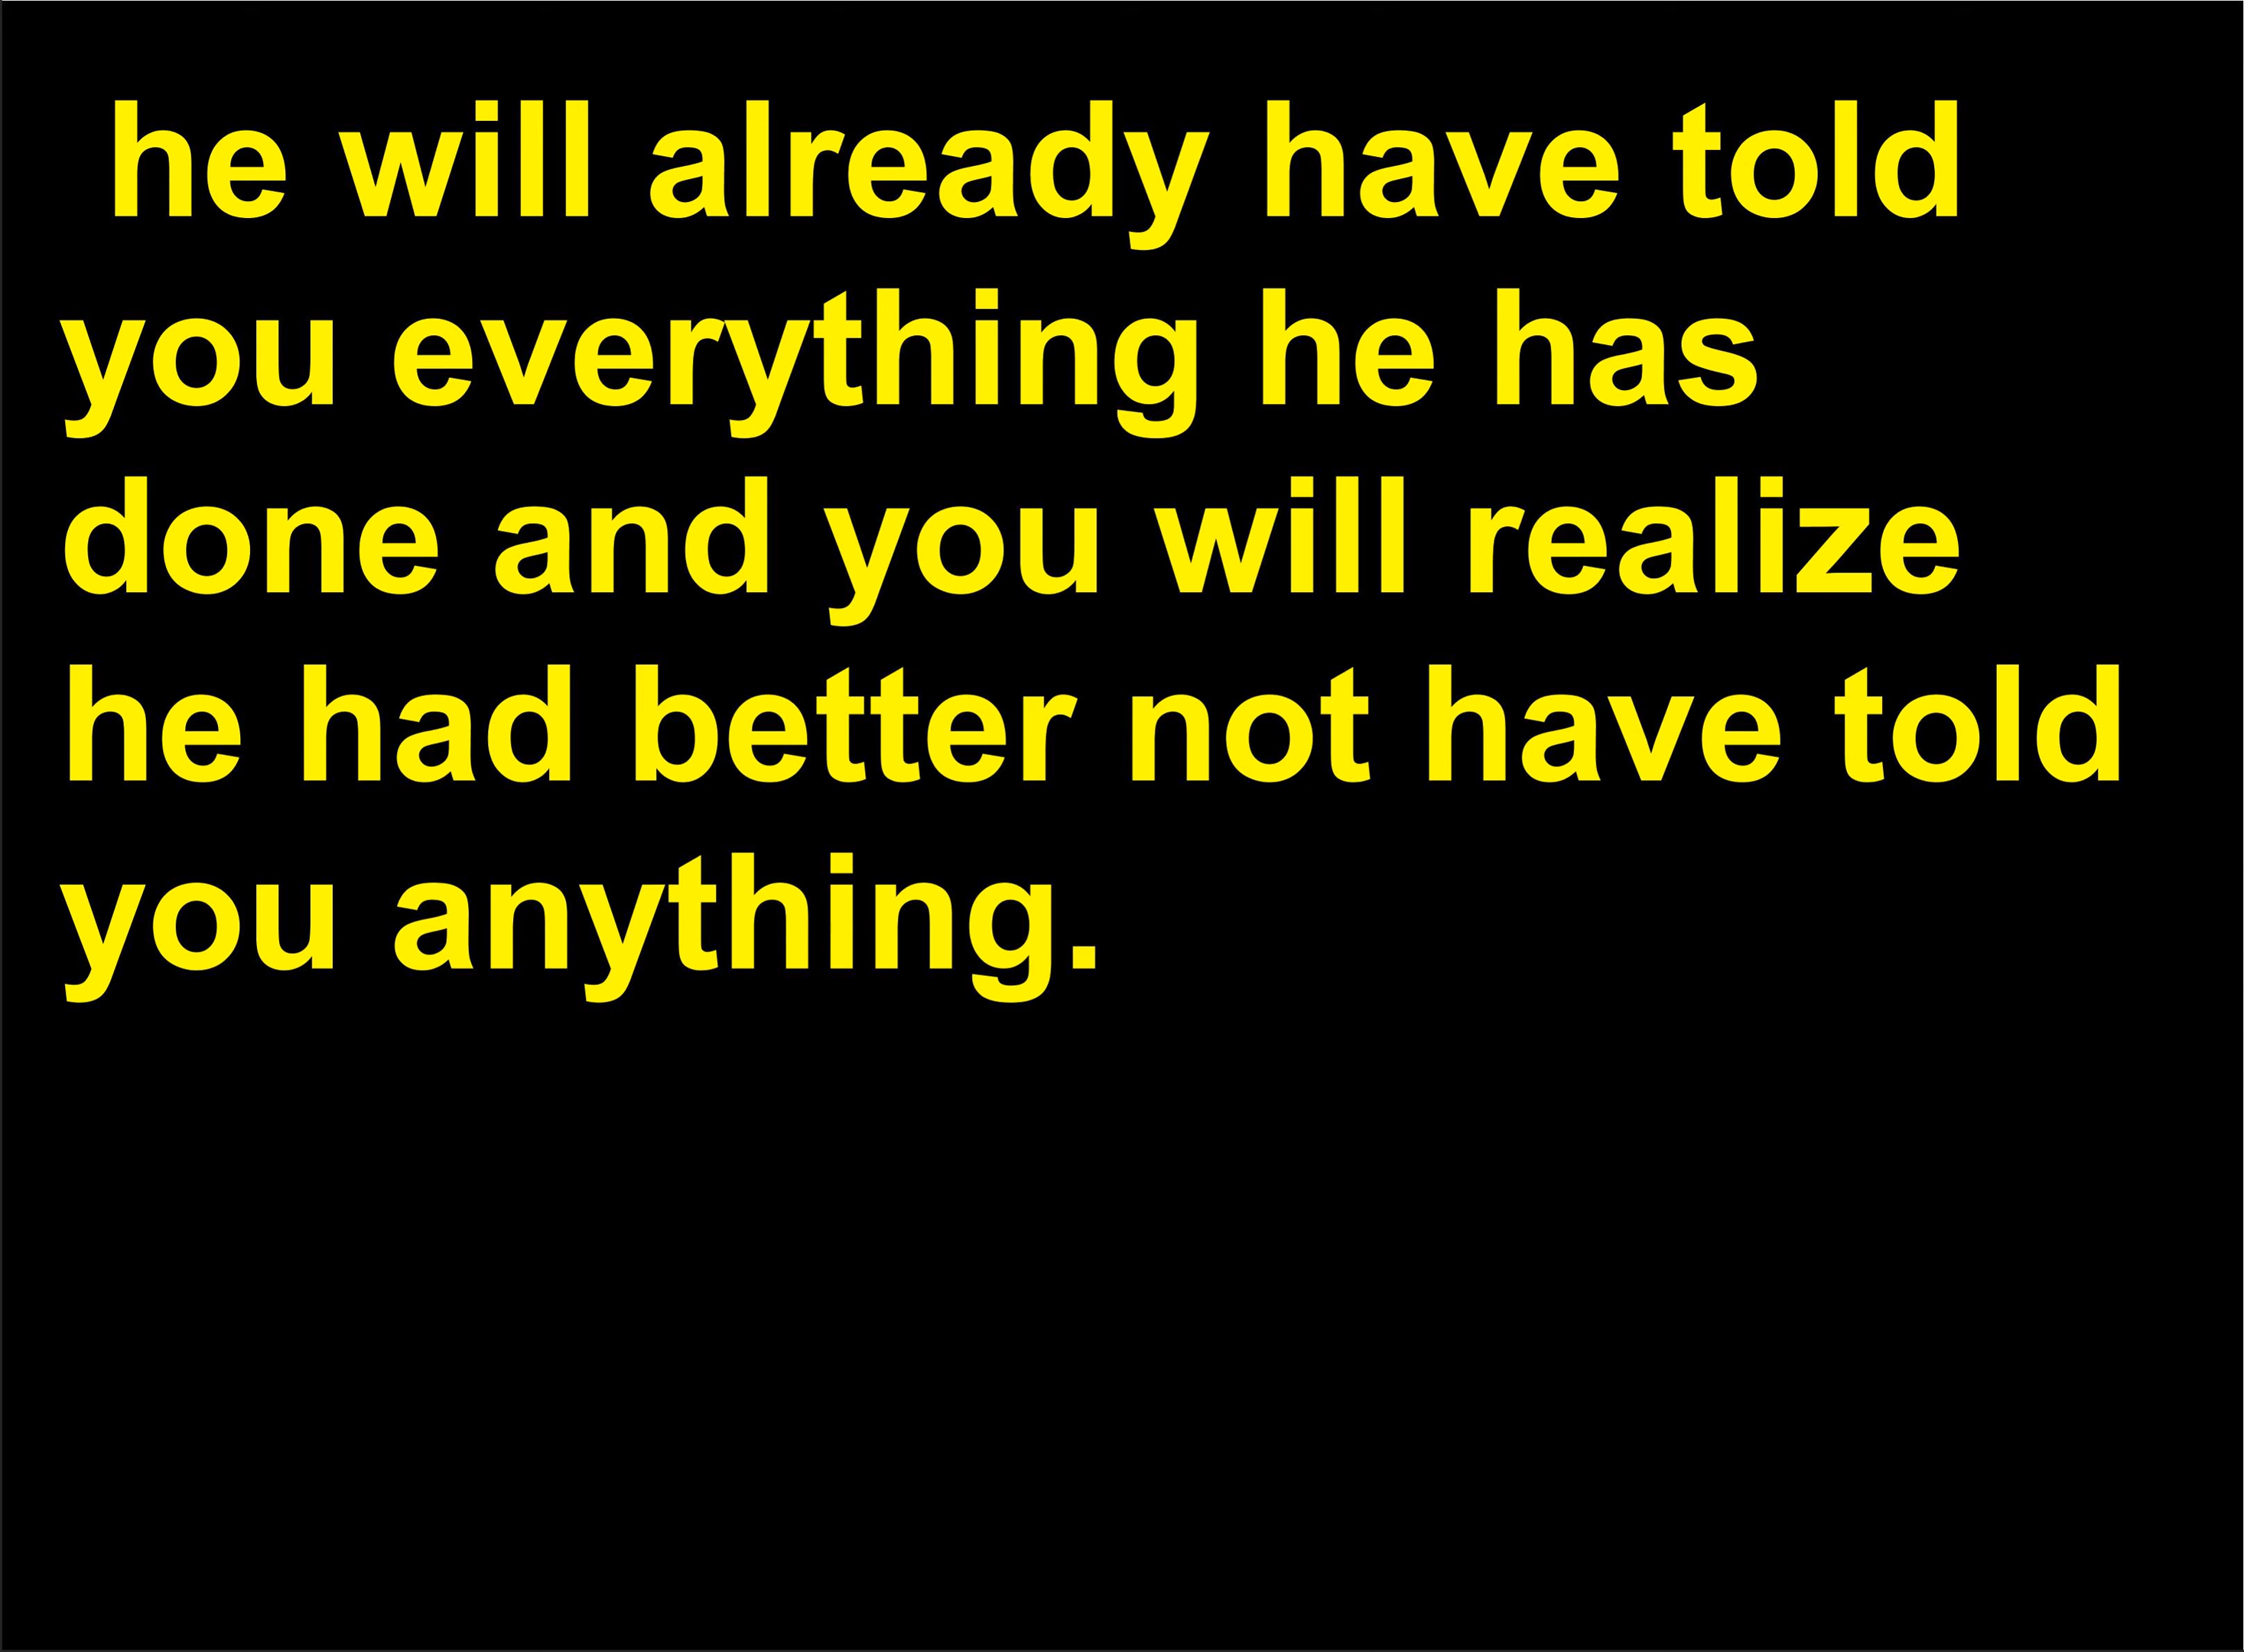 he will already have told
you everything he has
done and you will realize
he had better not have told
you anything.